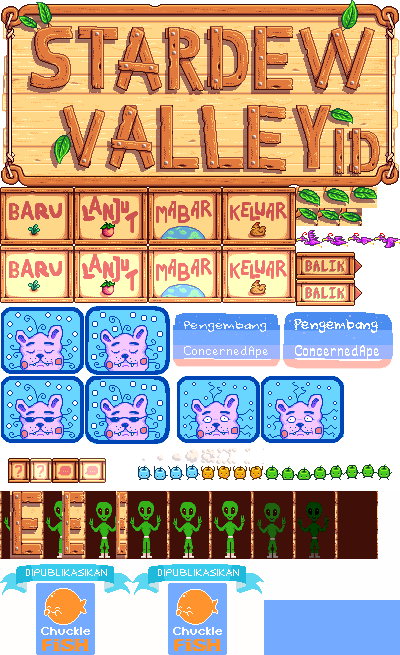 STARDEW
VALLEY ID
BARU LANJUT MABAR KELUAR
BARU LANJUT MABAR KELUAR
BALIK
BALIK
Pengembang
ConcernedApe
Pengembang
ConcernedApe
? ?
E E E
DIPUBLIKASIKAN
Chuckle
FISH
DIPUBLIKASIKAN
Chuckle
FISH